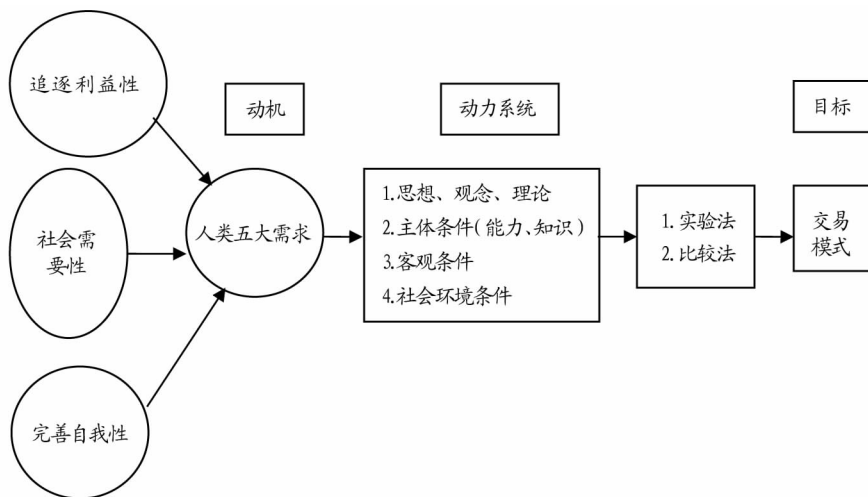 追逐利益性
动机
动力系统
目标
社会需
要性
人类五大需求
1.思想、观念、理论
2.主体条件(能力、知识)
3.客观条件
4.社会环境条件
1. 实验法
2. 比较法
交易
模式
完善自我性